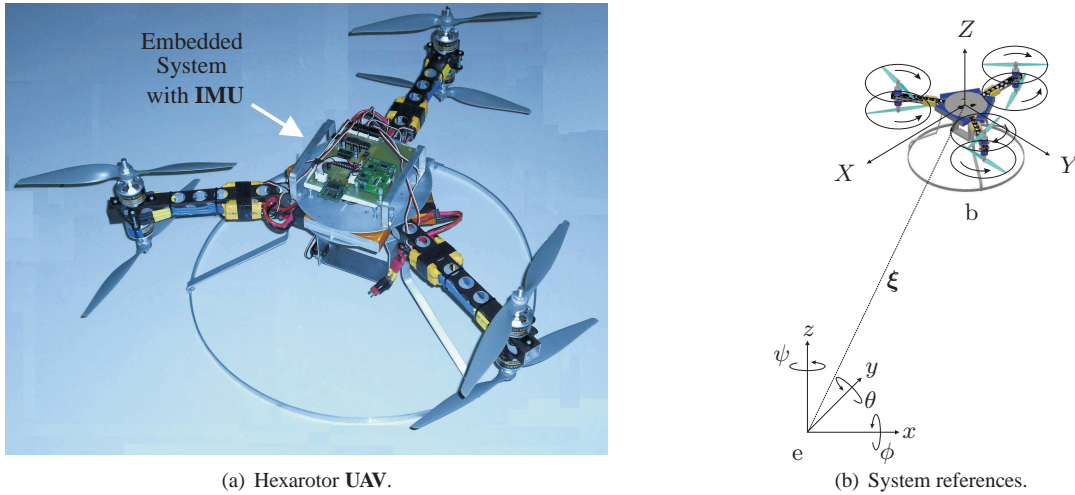 Embedded
System
with IMU
(a) Hexarotor UAV.
Z
X
Y
b
ξ
z
ψ
y
θ
e
x
ϕ
(b) System references.